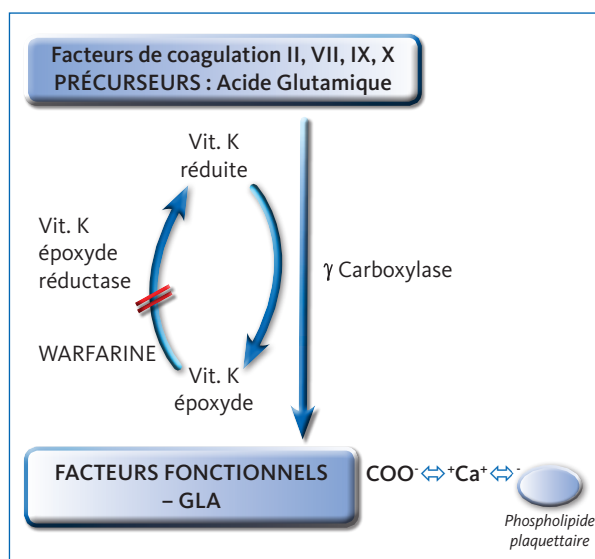 Facteurs de coagulation II, VII, IX, X
PRÉCURSEURS : Acide Glutamique
Vit. K
réduite
Vit. K
époxyde
réductase
γ Carboxylase
WARFARINE
Vit. K
époxyde
FACTEURS FONCTIONNELS
– GLA
COO⁻ ⇔ ⁺Ca⁺ ⇔ ⁻
Phospholipide
plaquettaire